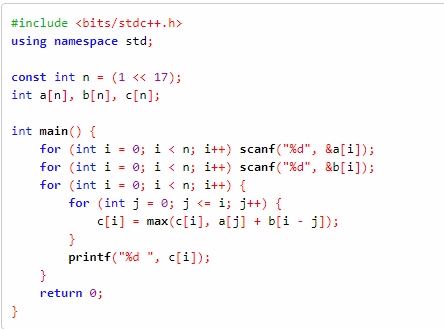 #include <bits/stdc++.h>
using namespace std;

const int n = (1 << 17);
int a[n], b[n], c[n];

int main() {
    for (int i = 0; i < n; i++) scanf("%d", &a[i]);
    for (int i = 0; i < n; i++) scanf("%d", &b[i]);
    for (int i = 0; i < n; i++) {
        for (int j = 0; j <= i; j++) {
            c[i] = max(c[i], a[j] + b[i - j]);
        }
        printf("%d ", c[i]);
    }
    return 0;
}